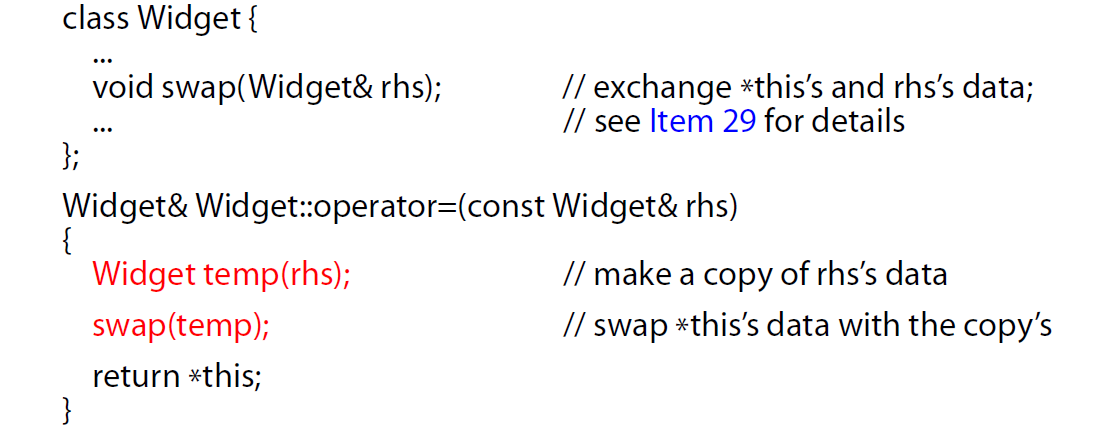 class Widget {
...
void swap(Widget& rhs); // exchange *this’s and rhs’s data;
... // see Item 29 for details
};
Widget& Widget::operator=(const Widget& rhs)
{
Widget temp(rhs); // make a copy of rhs’s data
swap(temp); // swap *this’s data with the copy’s
return *this;
}